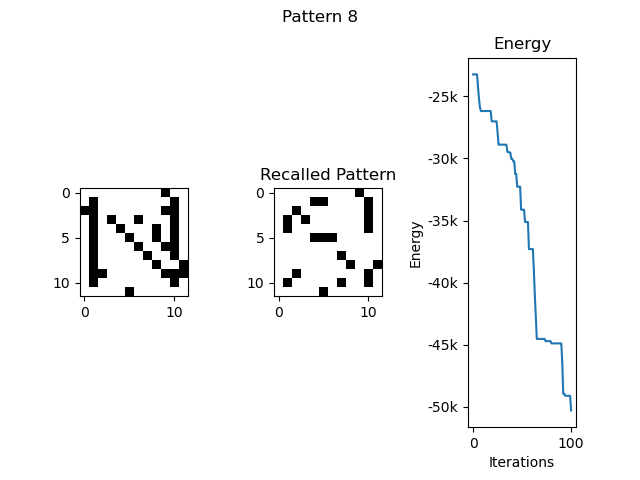 Pattern 8
Energy
Recalled Pattern
0
5
10
0
10
0
5
10
0
10
-25k
-30k
-35k
-40k
-45k
-50k
Energy
0
100
Iterations